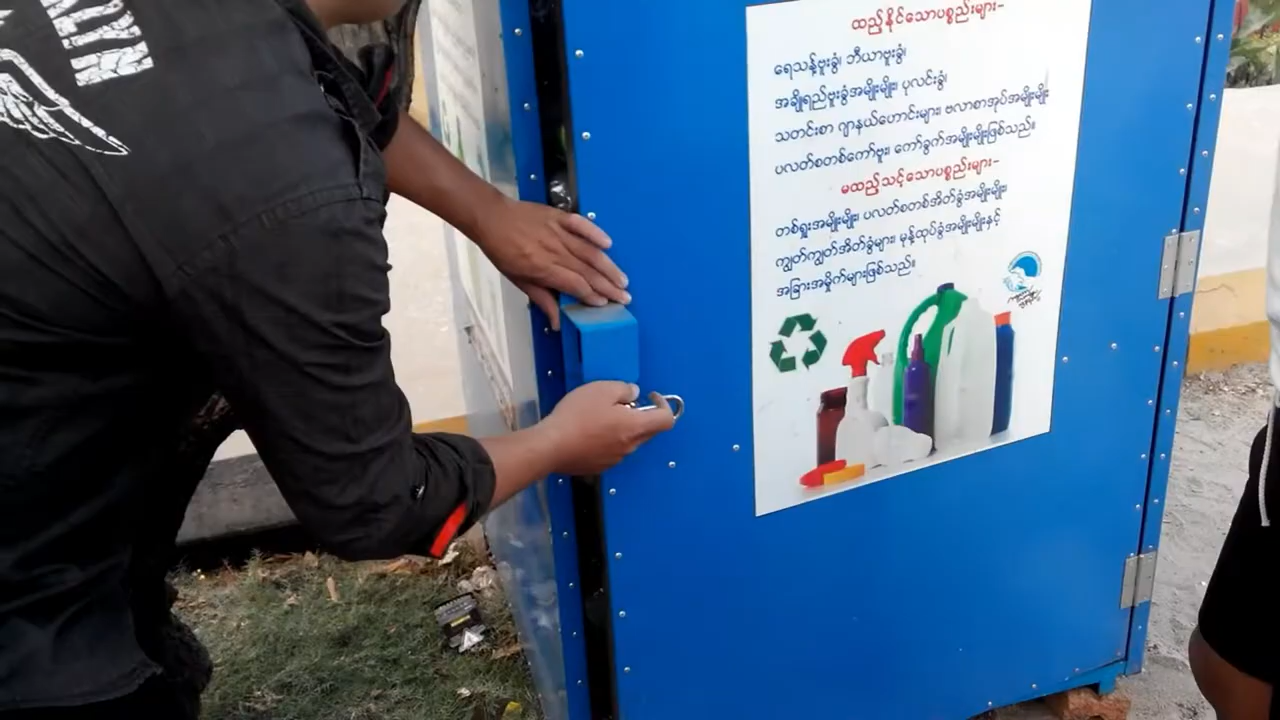 ထည့်နိုင်သောပစ္စည်းများ-
ရေသန့်ဗူးခွံ၊ ဘီယာဗူးခွံ၊
အချိုရည်ဗူးခွံအမျိုးမျိုး၊ ပုလင်းခွံ၊
သတင်းစာ ဂျာနယ်ဟောင်းများ၊ ဗလာစာအုပ်အမျိုးမျိုး
ပလတ်စတစ်ကော်ဗူး၊ ကော်ခွက်အမျိုးမျိုးဖြစ်သည်။
မထည့်သင့်သောပစ္စည်းများ-
တစ်ရှူးအမျိုးမျိုး၊ ပလတ်စတစ်အိတ်ခွံအမျိုးမျိုး၊
ကျွတ်ကျွတ်အိတ်ခွံများ၊ မုန့်ထုပ်ခွံအမျိုးမျိုးနှင့်
အခြားအမှိုက်များဖြစ်သည်။